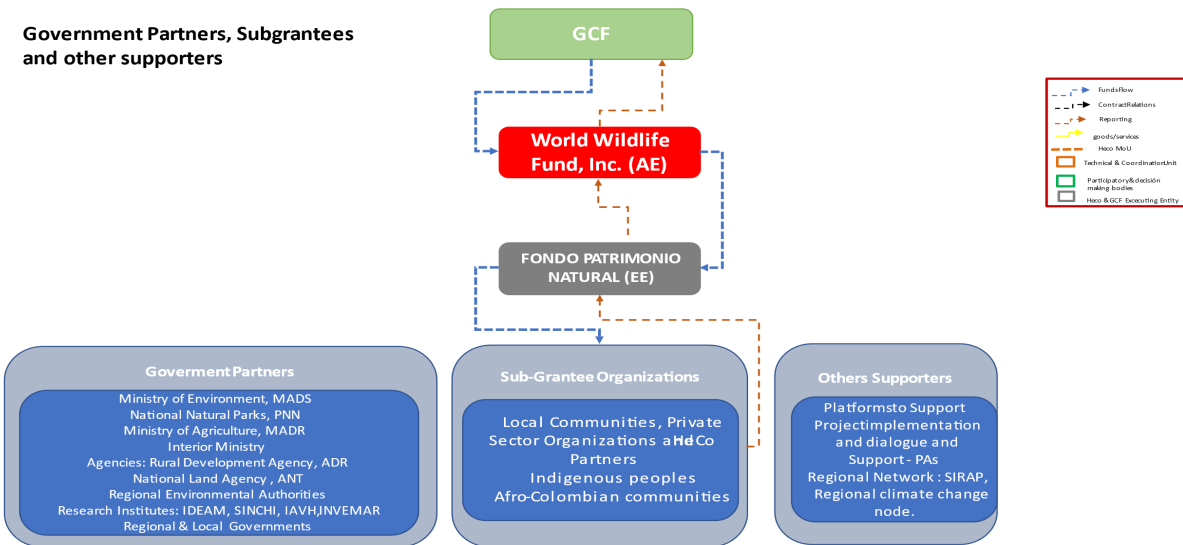 Government Partners, Subgrantees
and other supporters
GCF
World Wildlife
Fund, Inc. (AE)
FONDO PATRIMONIO
NATURAL (EE)
FundsFlow
ContractRelations
Reporting
goods/services
Heco MoU
Technical & CoordinationUnit
Participatory&decisión
making bodies
Heco & GCF Excecuting Entity
Goverment Partners
Ministry of Environment, MADS
National Natural Parks, PNN
Ministry of Agriculture, MADR
Interior Ministry
Agencies: Rural Development Agency, ADR
National Land Agency , ANT
Regional Environmental Authorities
Research Institutes: IDEAM, SINCHI, IAVH,INVEMAR
Regional & Local Governments
Sub-Grantee Organizations
Local Communities, Private
Sector Organizations and HeCo
Partners
Indigenous peoples
Afro-Colombian communities
Others Supporters
Platformsto Support
Projectimplementation
and dialogue and
Support - PAs
Regional Network : SIRAP,
Regional climate change
node.